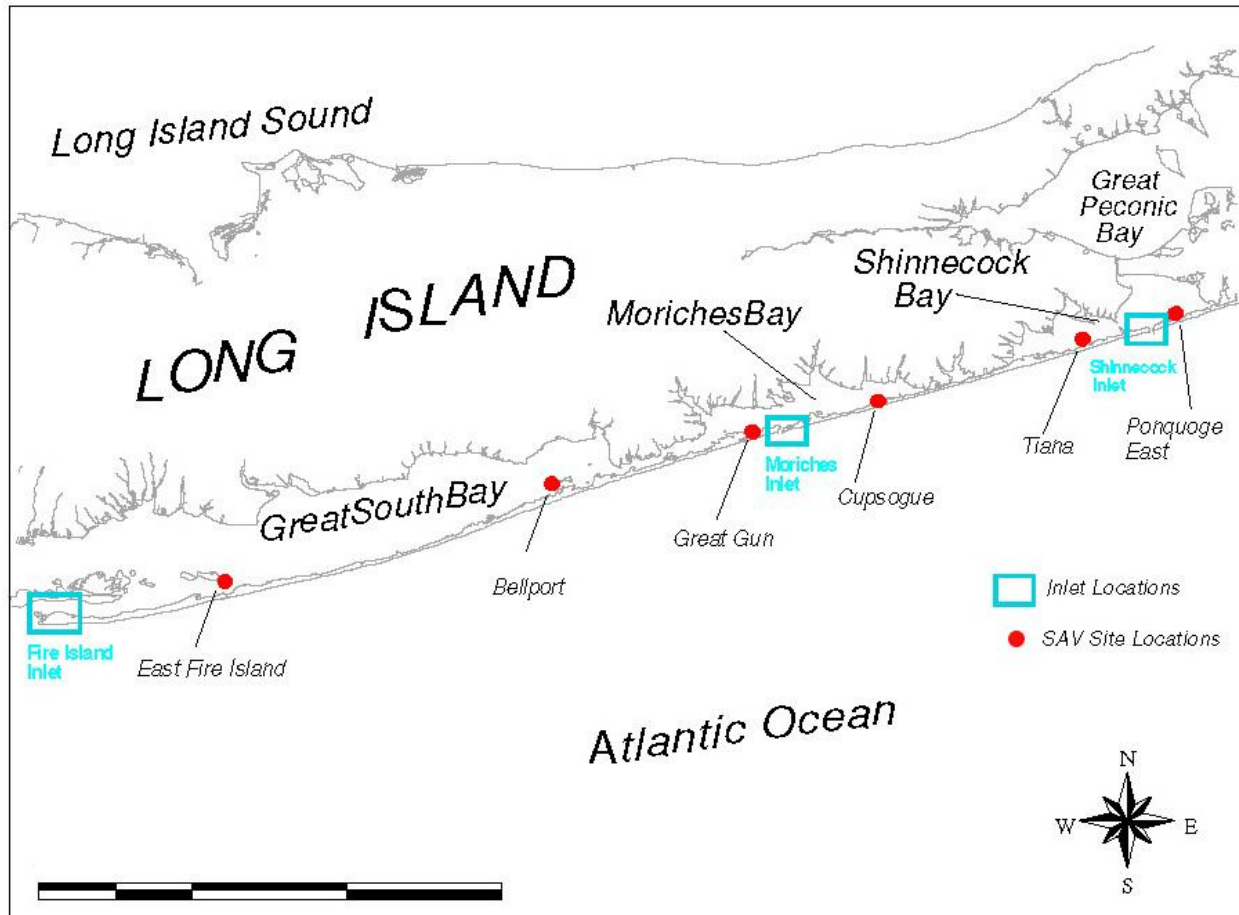 Long Island Sound
Great
Peconic
Bay
Shinnecock
Bay
LONG ISLAND
MorichesBay
Shinnecock
Inlet
Ponquoge
East
Tiana
Moriches
Inlet
Cupsogue
GreatSouthBay
Great Gun
Bellport
Fire Island
Inlet
East Fire Island
Inlet Locations
SAV Site Locations
Atlantic Ocean
N
W E
S